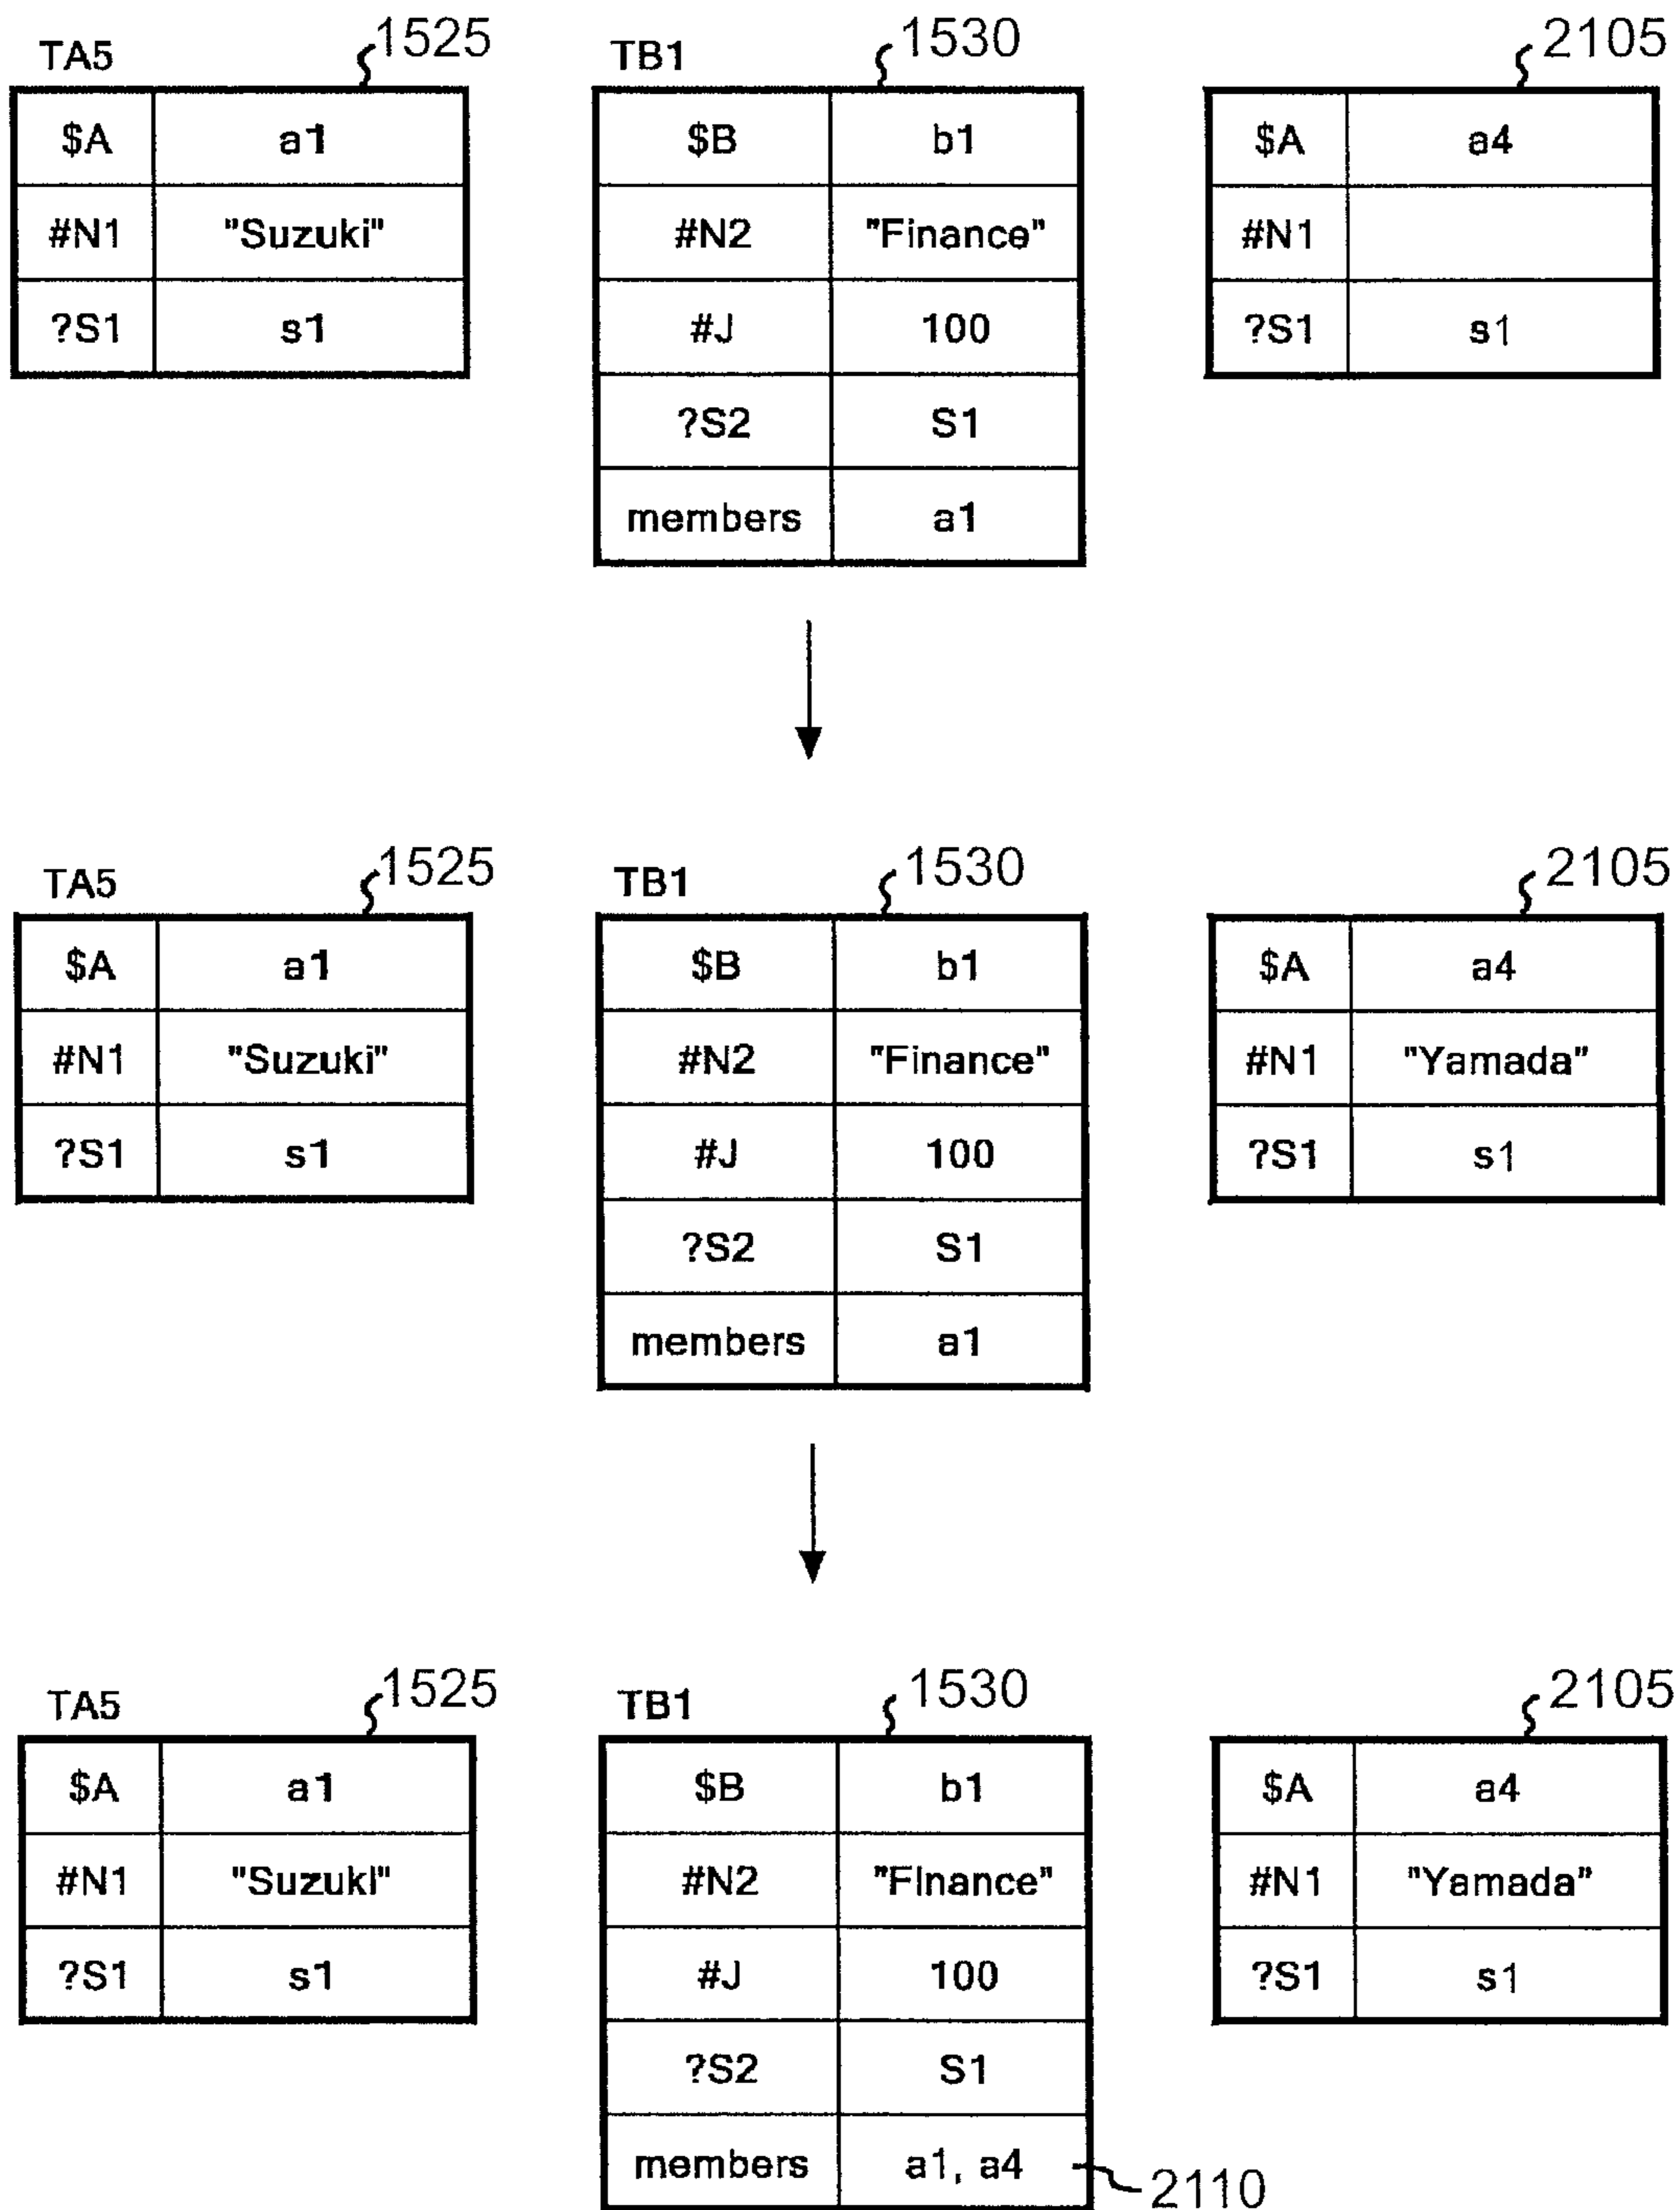 TA5 1525
$A a1
#N1 "Suzuki"
?S1 s1
TB1 1530
$B b1
#N2 "Finance"
#J 100
?S2 S1
members a1
2105
$A a4
#N1
?S1 s1
TA5 1525
$A a1
#N1 "Suzuki"
?S1 s1
TB1 1530
$B b1
#N2 "Finance"
#J 100
?S2 S1
members a1
2105
$A a4
#N1 "Yamada"
?S1 s1
TA5 1525
$A a1
#N1 "Suzuki"
?S1 s1
TB1 1530
$B b1
#N2 "Finance"
#J 100
?S2 S1
members a1, a4
2110
2105
$A a4
#N1 "Yamada"
?S1 s1